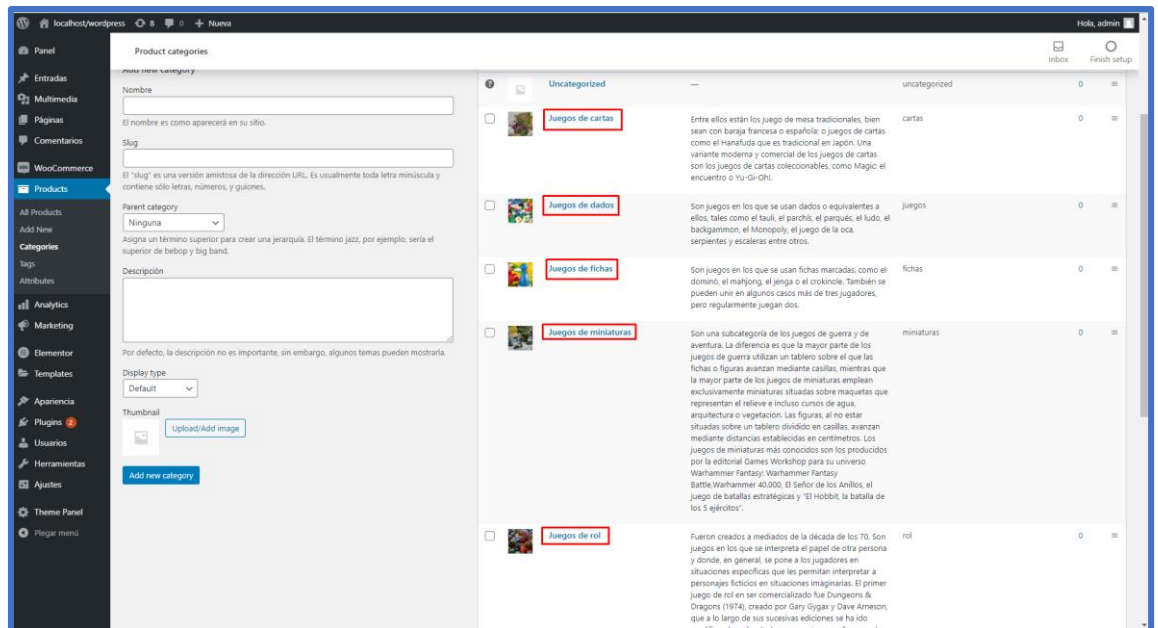 localhost/wordpress 8 0 + Nueva
Hola, admin
Panel
Entradas
Multimedia
Páginas
Comentarios
WooCommerce
Products
All Products
Add New
Categories
Tags
Attributes
Analytics
Marketing
Elementor
Templates
Apariencia
Plugins 2
Usuarios
Herramientas
Ajustes
Theme Panel
Plegar menú
Product categories
Inbox
Finish setup
Add new category
Nombre
El nombre es como aparecerá en su sitio.
Slug
El "slug" es una versión amistosa de la dirección URL. Es usualmente toda letra minúscula y
contiene sólo letras, números, y guiones.
Parent category
Ninguna
Asigna un término superior para crear una jerarquía. El término jazz, por ejemplo, sería el
superior de bebop y big band.
Descripción
Por defecto, la descripción no es importante, sin embargo, algunos temas pueden mostrarla.
Display type
Default
Thumbnail
Upload/Add image
Add new category
Uncategorized — uncategorized 0
Juegos de cartas
Entre ellos están los juego de mesa tradicionales, bien
sean con baraja francesa o española; o juegos de cartas
como el Hanafuda que es tradicional en Japón. Una
variante moderna y comercial de los juegos de cartas
son los juegos de cartas coleccionables, como Magic: el
encuentro o Yu-Gi-Oh!.
cartas 0
Juegos de dados
Son juegos en los que se usan dados o equivalentes a
ellos, tales como el tauli, el parchís, el parqués, el ludo, el
backgammon, el Monopoly, el juego de la oca,
serpientes y escaleras entre otros.
juegos 0
Juegos de fichas
Son juegos en los que se usan fichas marcadas, como el
dominó, el mahjong, el jenga o el crokinole. También se
pueden unir en algunos casos más de tres jugadores,
pero regularmente juegan dos.
fichas 0
Juegos de miniaturas
Son una subcategoría de los juegos de guerra y de
aventura. La diferencia es que la mayor parte de los
juegos de guerra utilizan un tablero sobre el que las
fichas o figuras avanzan mediante casillas, mientras que
la mayor parte de los juegos de miniaturas emplean
exclusivamente miniaturas situadas sobre maquetas que
representan el relieve e incluso cursos de agua,
arquitectura o vegetación. Las figuras, al no estar
situadas sobre un tablero dividido en casillas, avanzan
mediante distancias establecidas en centímetros. Los
juegos de miniaturas más conocidos son los producidos
por la editorial Games Workshop para su universo
Warhammer Fantasy: Warhammer Fantasy
Battle,Warhammer 40.000, El Señor de los Anillos, el
juego de batallas estratégicas y "El Hobbit, la batalla de
los 5 ejércitos".
miniaturas 0
Juegos de rol
Fueron creados a mediados de la década de los 70. Son
juegos en los que se interpreta el papel de otra persona
y donde, en general, se pone a los jugadores en
situaciones específicas que les permitan interpretar a
personajes ficticios en situaciones imaginarias. El primer
juego de rol en ser comercializado fue Dungeons &
Dragons (1974), creado por Gary Gygax y Dave Arneson,
que a lo largo de sus sucesivas ediciones se ha ido
rol 0